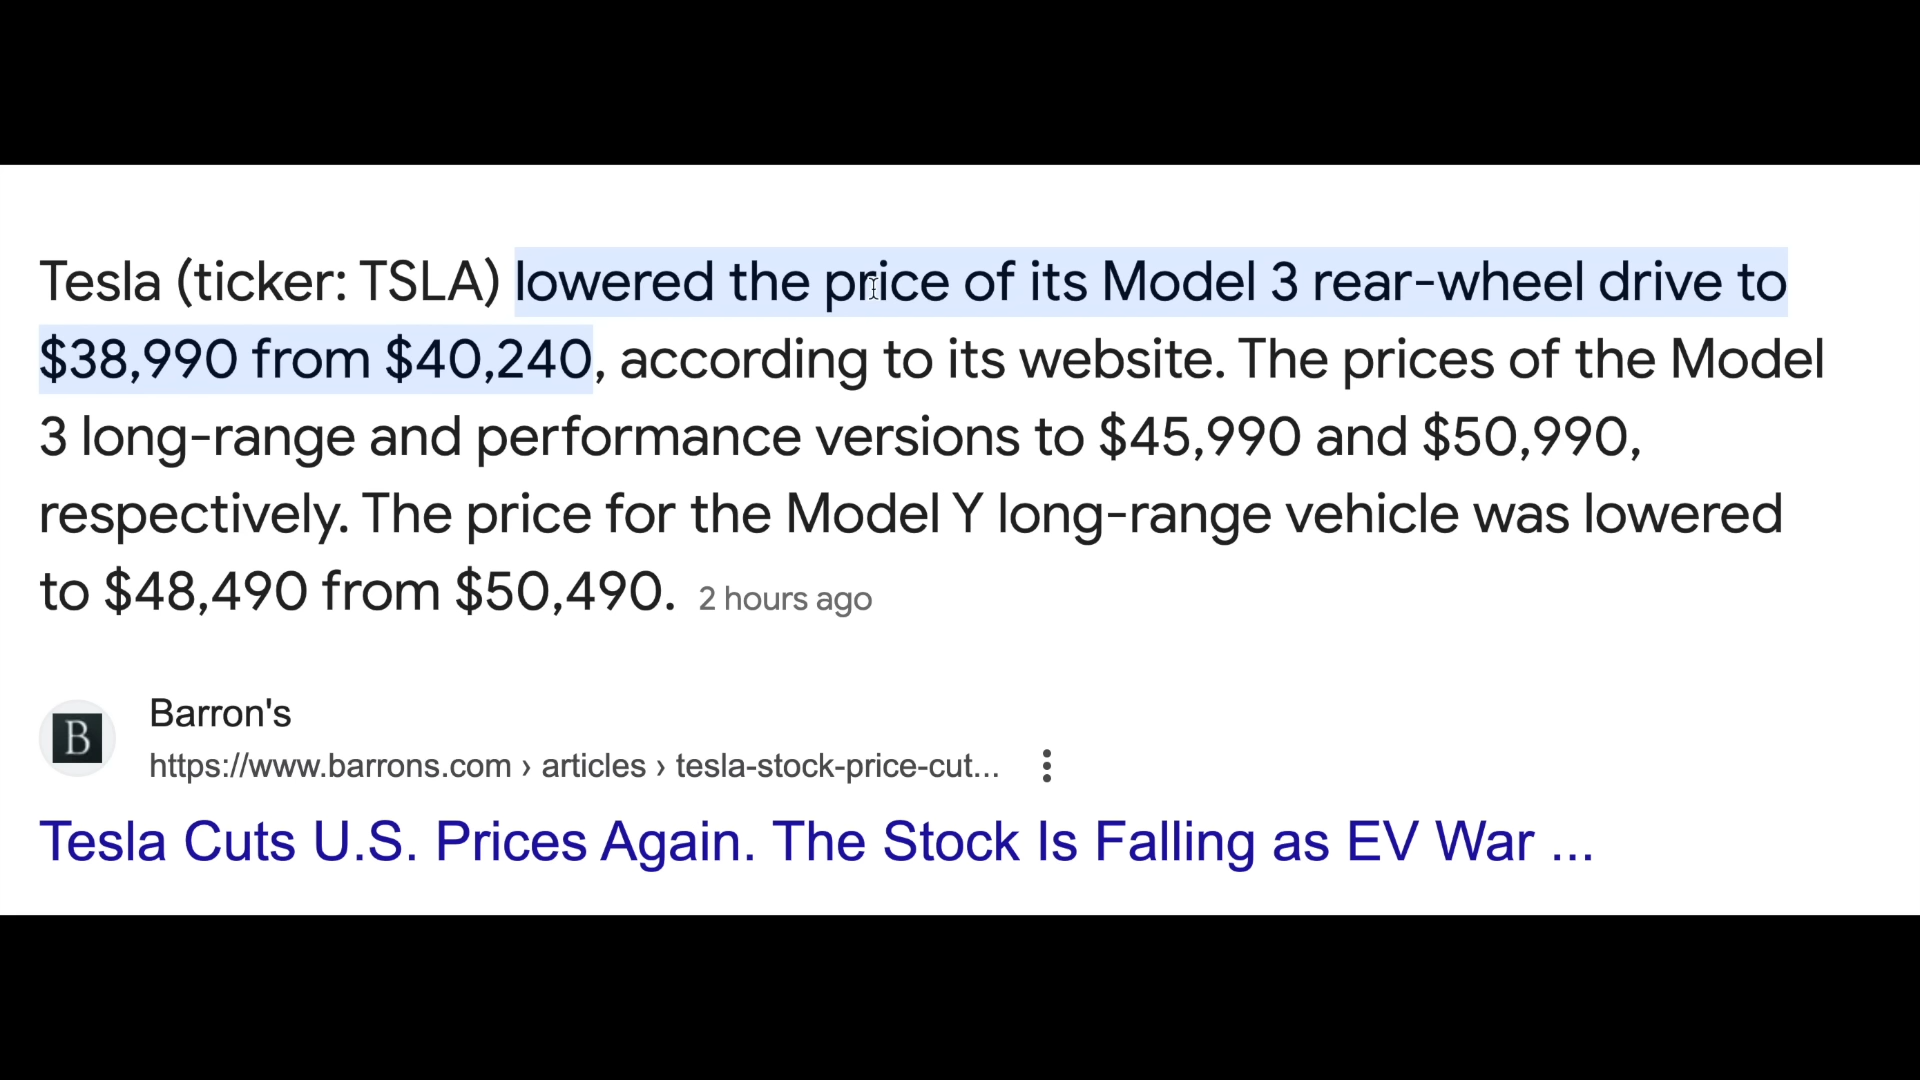 Tesla (ticker: TSLA) lowered the price of its Model 3 rear-wheel drive to
$38,990 from $40,240, according to its website. The prices of the Model
3 long-range and performance versions to $45,990 and $50,990,
respectively. The price for the Model Y long-range vehicle was lowered
to $48,490 from $50,490. 2 hours ago
B
Barron's
https://www.barrons.com › articles › tesla-stock-price-cut...
Tesla Cuts U.S. Prices Again. The Stock Is Falling as EV War ...